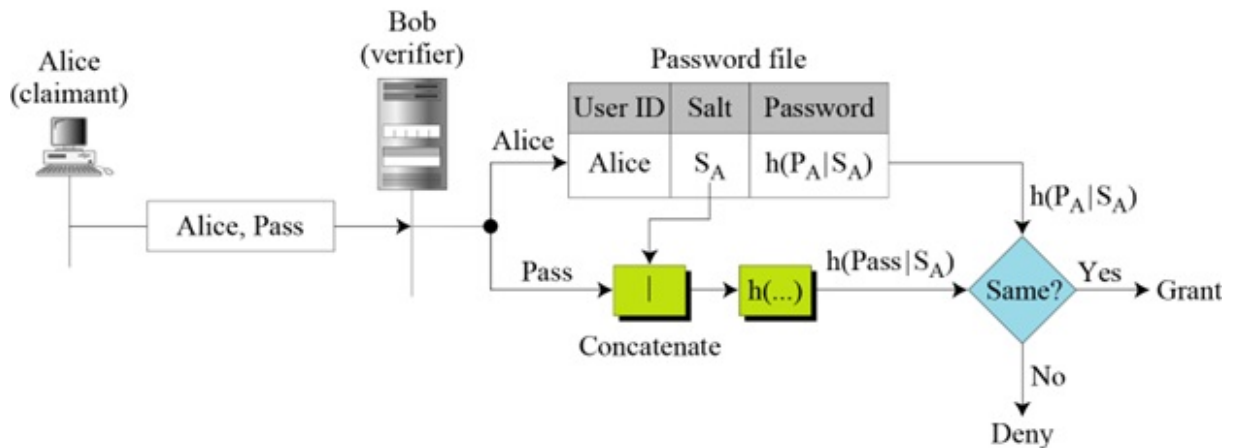 Alice
(claimant)
Bob
(verifier)
Alice, Pass
Password file
User ID Salt Password
Alice S_A h(P_A|S_A)
Alice
h(P_A|S_A)
Pass
|
h(...)
h(Pass|S_A)
Concatenate
Same?
Yes
Grant
No
Deny